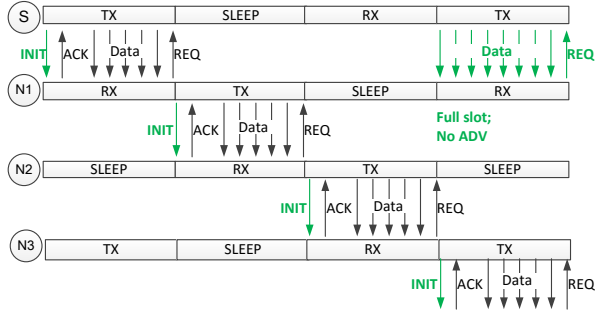 S TX SLEEP RX TX
INIT ACK Data REQ Data REQ
N1 RX TX SLEEP RX
INIT ACK Data REQ Full slot;
No ADV
N2 SLEEP RX TX SLEEP
INIT ACK Data REQ
N3 TX SLEEP RX TX
INIT ACK Data REQ